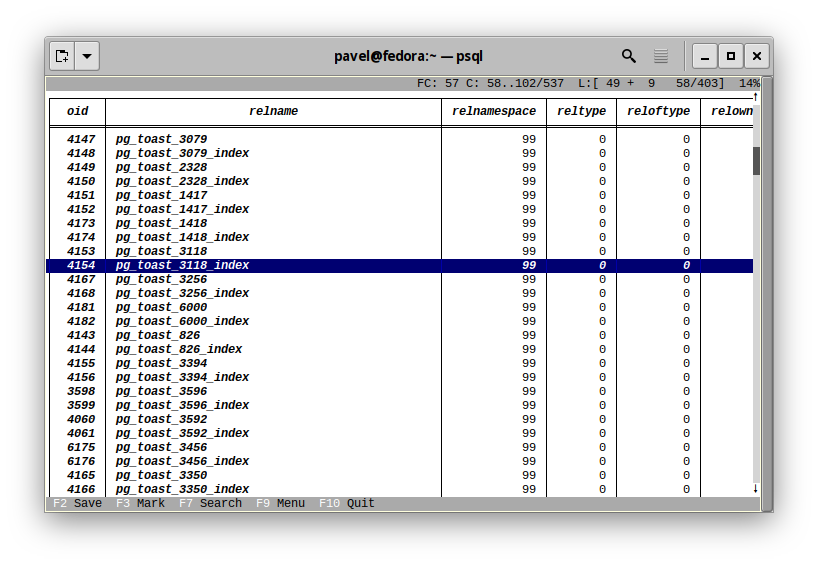 pavel@fedora:~ — psql
FC: 57 C: 58..102/537  L:[ 49 +  9   58/403]  14%
oid relname relnamespace reltype reloftype relown
4147 pg_toast_3079 99 0 0
4148 pg_toast_3079_index 99 0 0
4149 pg_toast_2328 99 0 0
4150 pg_toast_2328_index 99 0 0
4151 pg_toast_1417 99 0 0
4152 pg_toast_1417_index 99 0 0
4173 pg_toast_1418 99 0 0
4174 pg_toast_1418_index 99 0 0
4153 pg_toast_3118 99 0 0
4154 pg_toast_3118_index 99 0 0
4167 pg_toast_3256 99 0 0
4168 pg_toast_3256_index 99 0 0
4181 pg_toast_6000 99 0 0
4182 pg_toast_6000_index 99 0 0
4143 pg_toast_826 99 0 0
4144 pg_toast_826_index 99 0 0
4155 pg_toast_3394 99 0 0
4156 pg_toast_3394_index 99 0 0
3598 pg_toast_3596 99 0 0
3599 pg_toast_3596_index 99 0 0
4060 pg_toast_3592 99 0 0
4061 pg_toast_3592_index 99 0 0
6175 pg_toast_3456 99 0 0
6176 pg_toast_3456_index 99 0 0
4165 pg_toast_3350 99 0 0
4166 pg_toast_3350_index 99 0 0
F2 Save  F3 Mark  F7 Search  F9 Menu  F10 Quit